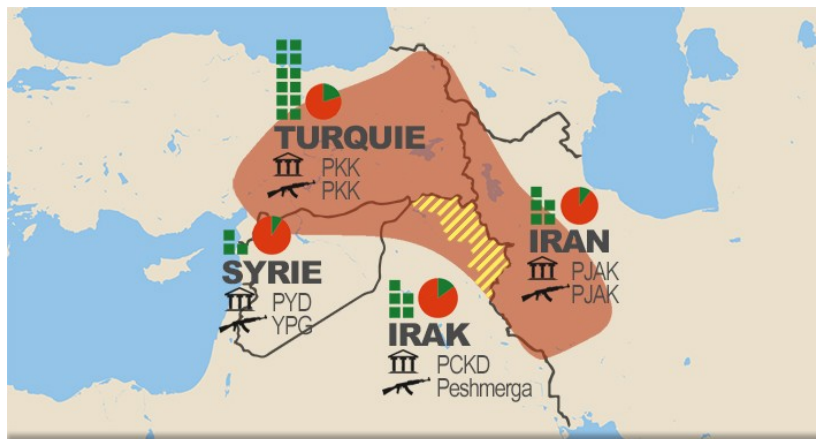 TURQUIE
PKK
PKK
SYRIE
PYD
YPG
IRAK
PCKD
Peshmerga
IRAN
PJAK
PJAK